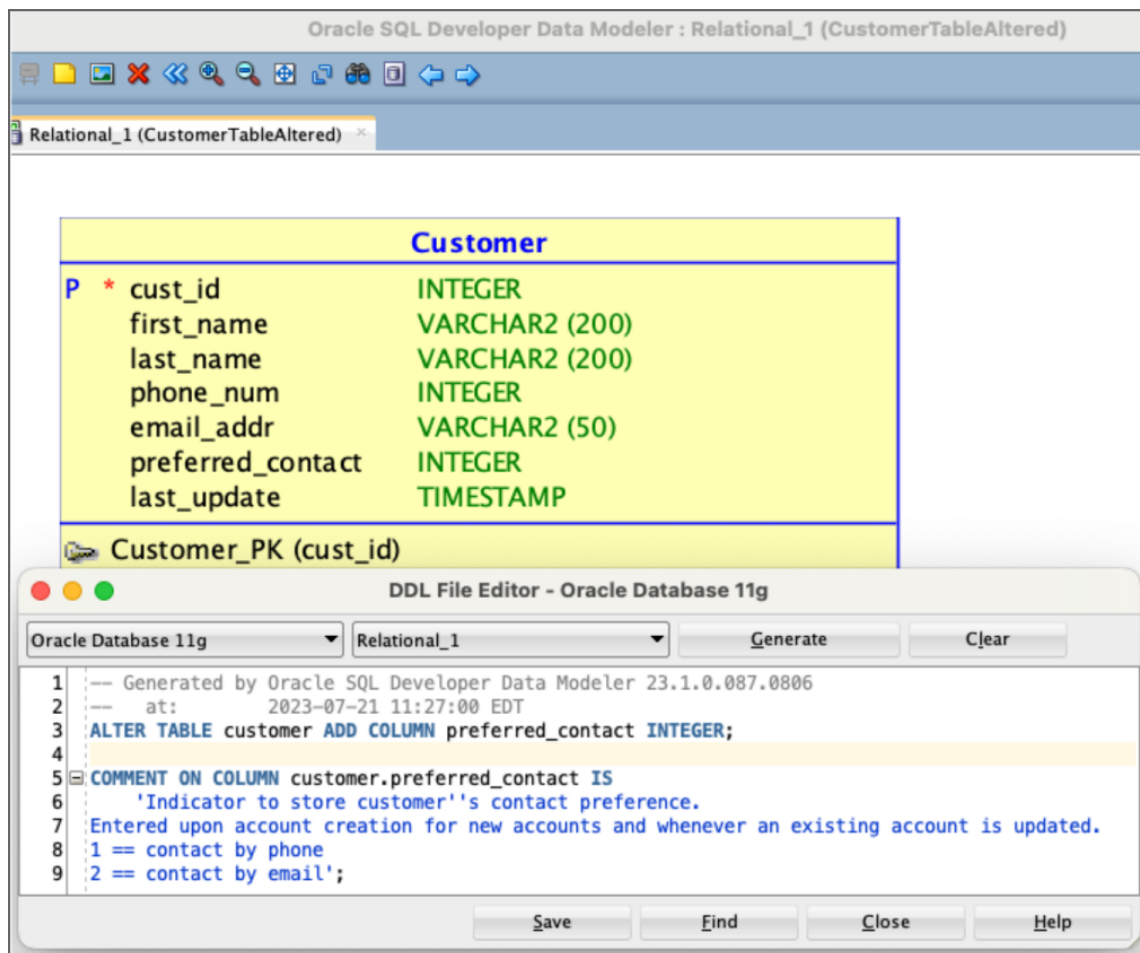 Oracle SQL Developer Data Modeler : Relational_1 (CustomerTableAltered)
Relational_1 (CustomerTableAltered)
Customer
P * cust_id INTEGER
first_name VARCHAR2 (200)
last_name VARCHAR2 (200)
phone_num INTEGER
email_addr VARCHAR2 (50)
preferred_contact INTEGER
last_update TIMESTAMP
Customer_PK (cust_id)
DDL File Editor - Oracle Database 11g
Oracle Database 11g Relational_1 Generate Clear
1 -- Generated by Oracle SQL Developer Data Modeler 23.1.0.087.0806
2 -- at: 2023-07-21 11:27:00 EDT
3 ALTER TABLE customer ADD COLUMN preferred_contact INTEGER;
4
5 COMMENT ON COLUMN customer.preferred_contact IS
6 'Indicator to store customer''s contact preference.
7 Entered upon account creation for new accounts and whenever an existing account is updated.
8 1 == contact by phone
9 2 == contact by email';
Save Find Close Help